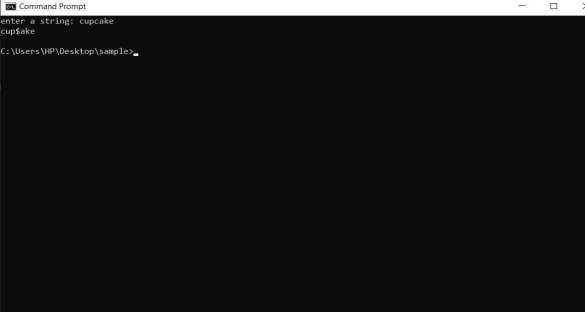 Command Prompt
enter a string: cupcake
cup$ake
C:\Users\HP\Desktop\sample>